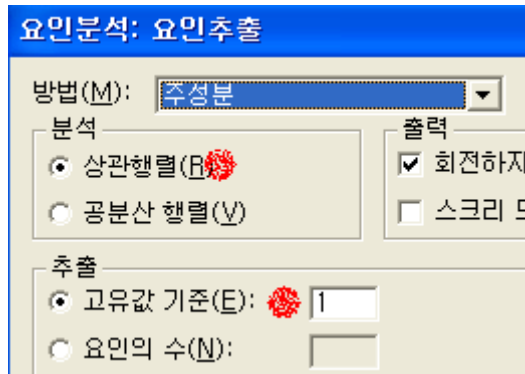 요인분석: 요인추출
방법(M): 주성분
분석
상관행렬(R)
공분산 행렬(V)
출력
회전하지
스크리
추출
고유값 기준(E): 1
요인의 수(N):